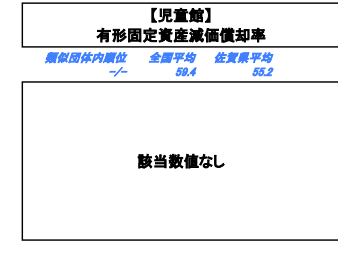 【児童館】
有形固定資産減価償却率
類似団体内順位 全国平均 佐賀県平均
-/- 59.4 55.2
該当数値なし